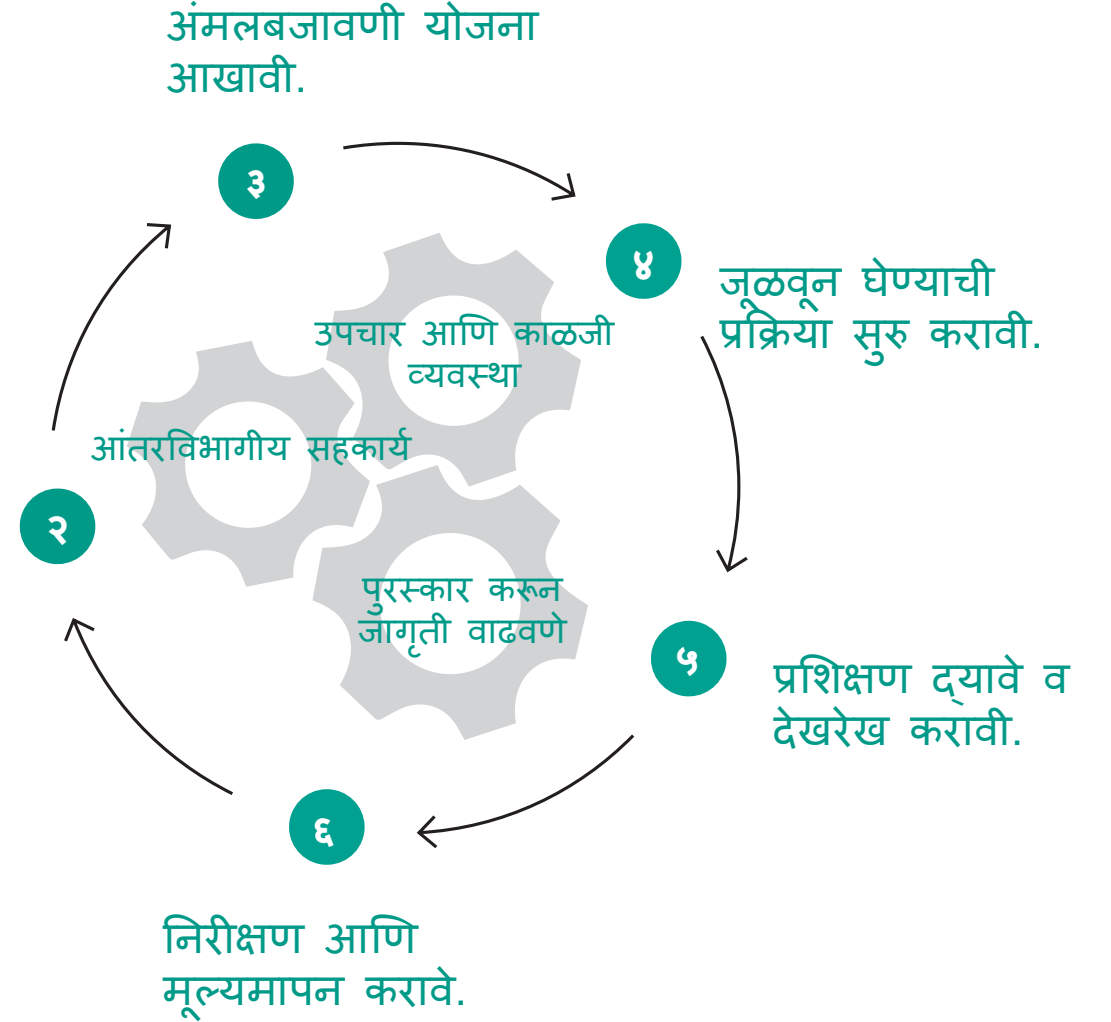 अंमलबजावणी योजना
आखावी.
३
४
जूळवून घेण्याची
प्रक्रिया सुरु करावी.
उपचार आणि काळजी
व्यवस्था
आंतरविभागीय सहकार्य
२
पुरस्कार करून
जागृती वाढवणे
५
प्रशिक्षण द्यावे व
देखरेख करावी.
६
निरीक्षण आणि
मूल्यमापन करावे.